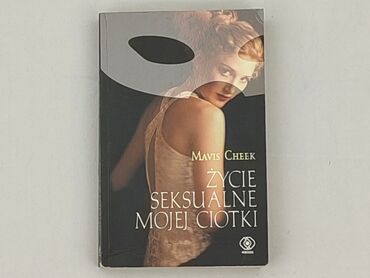 MAVIS CHEEK
ŻYCIE
SEKSUALNE
MOJEJ CIOTKI